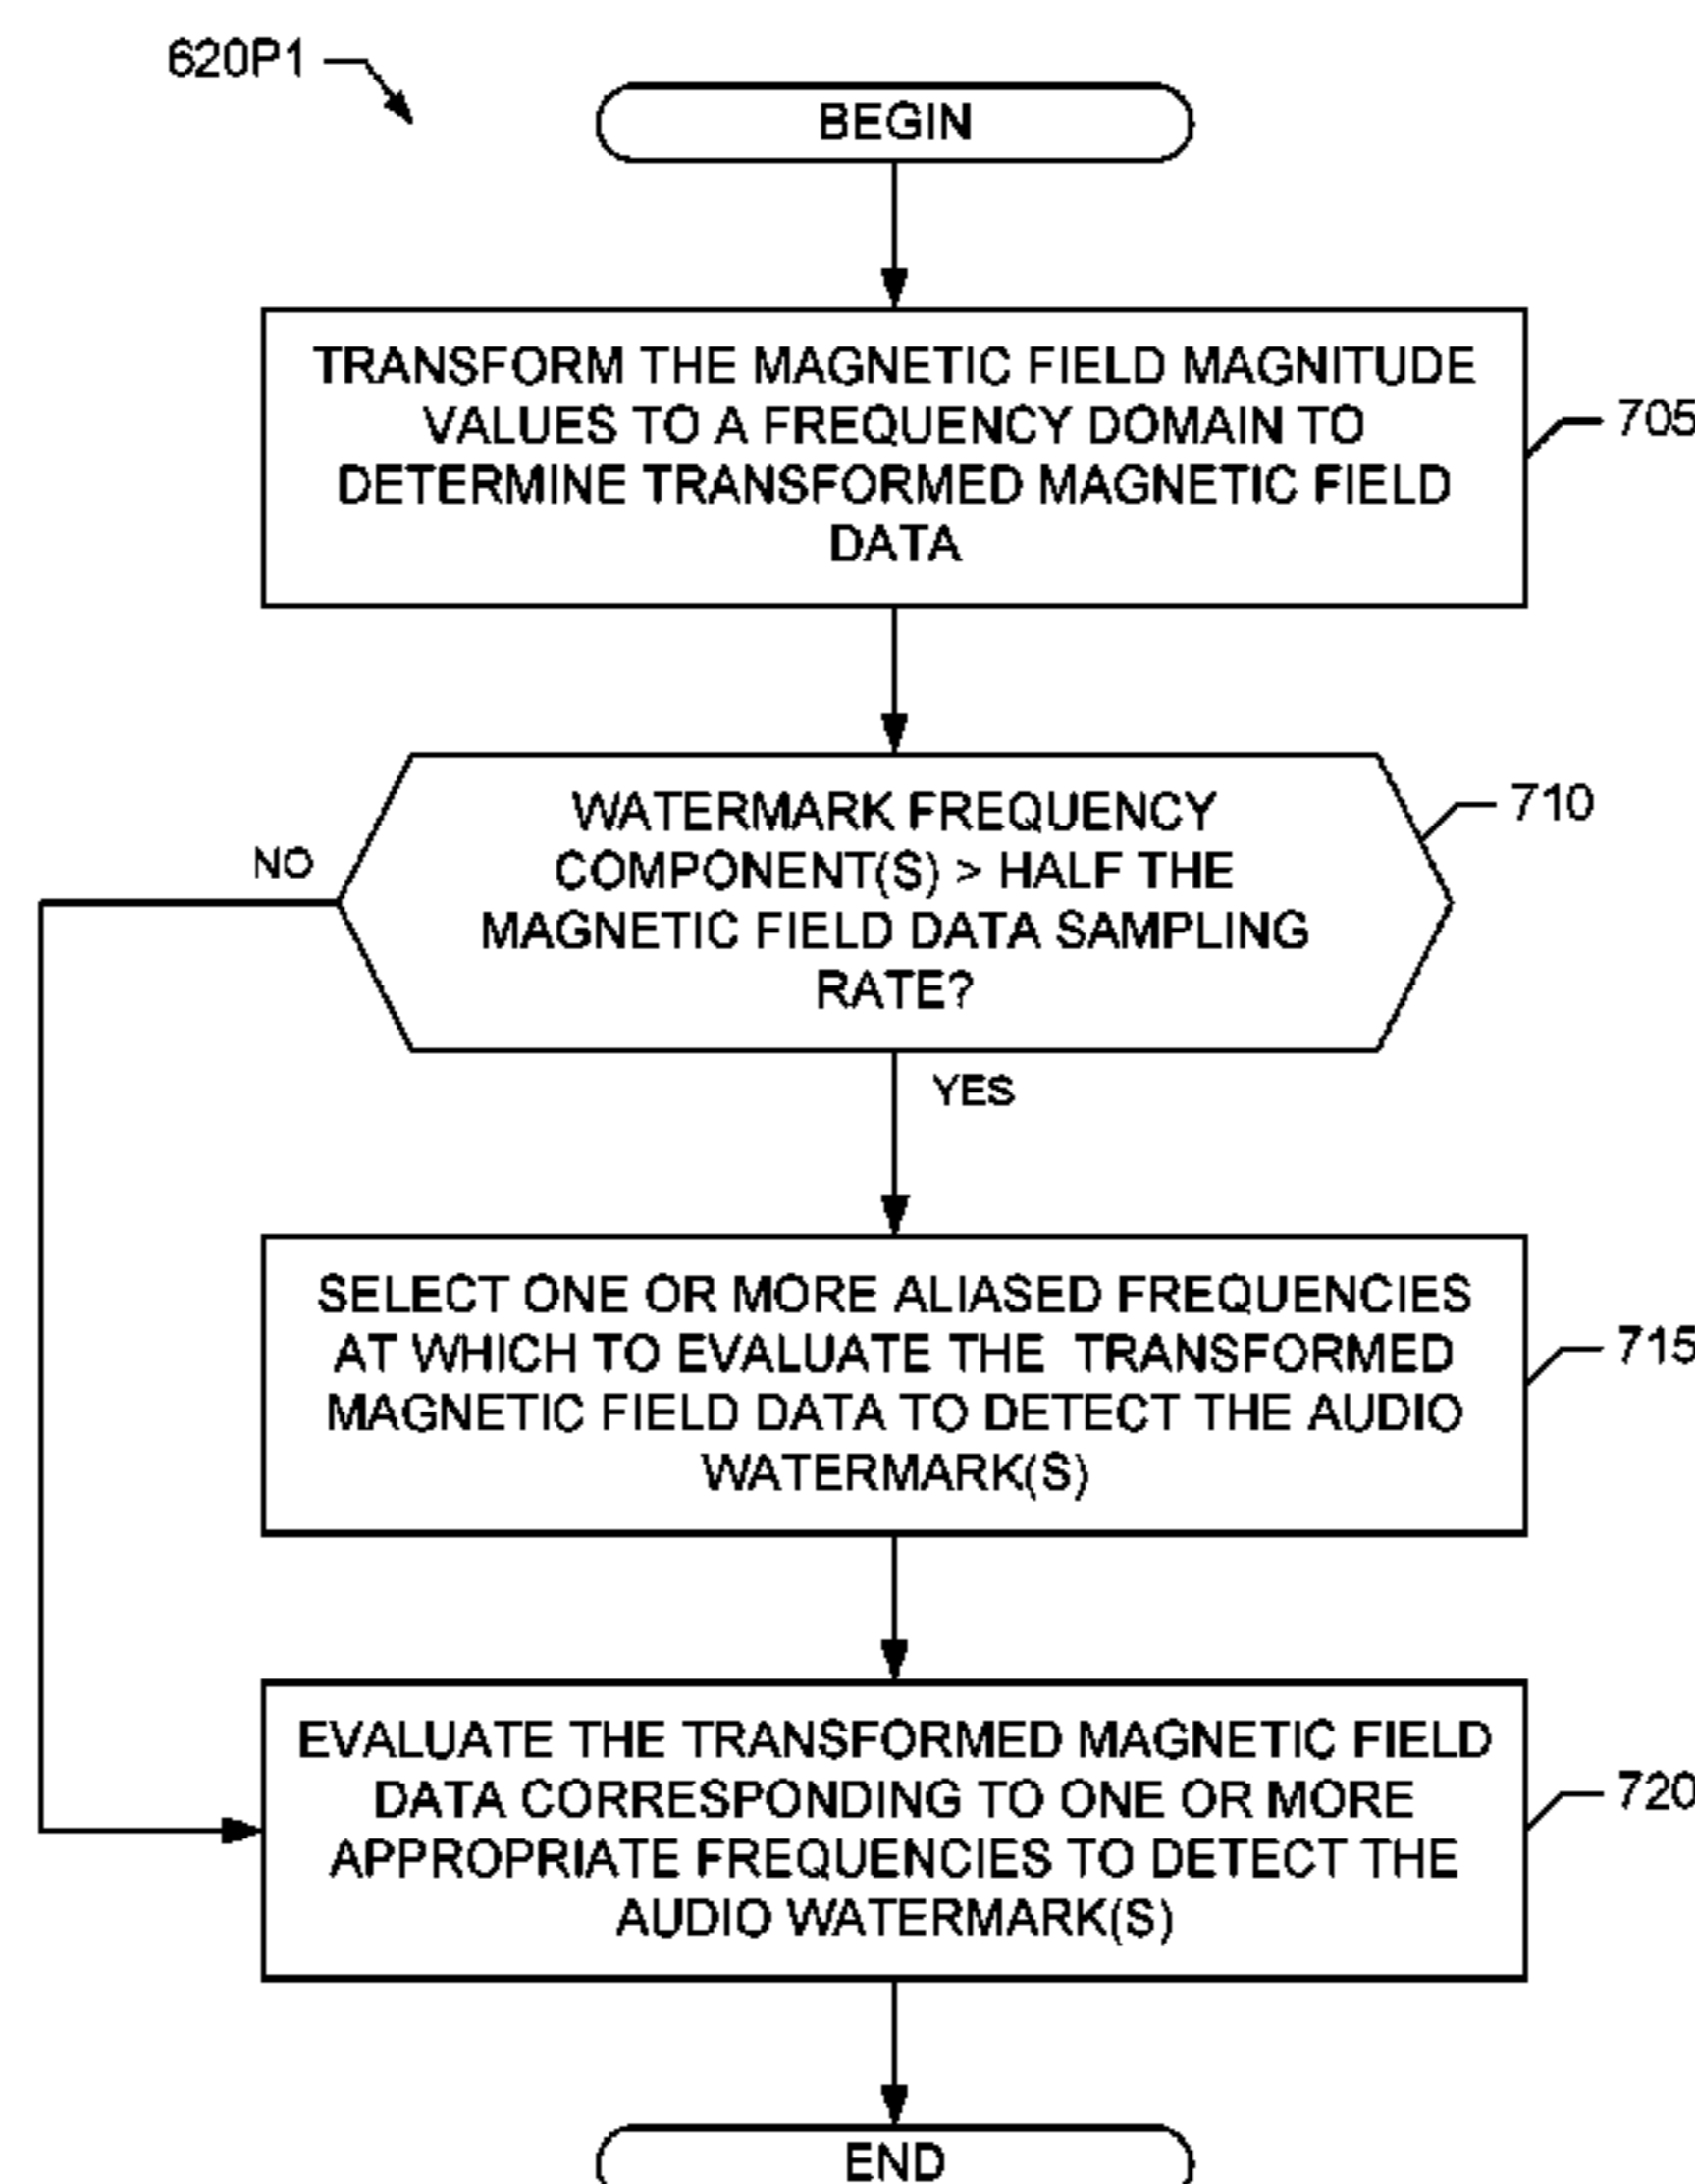 620P1
BEGIN
TRANSFORM THE MAGNETIC FIELD MAGNITUDE
VALUES TO A FREQUENCY DOMAIN TO
DETERMINE TRANSFORMED MAGNETIC FIELD
DATA
705
WATERMARK FREQUENCY
COMPONENT(S) > HALF THE
MAGNETIC FIELD DATA SAMPLING
RATE?
710
NO
YES
SELECT ONE OR MORE ALIASED FREQUENCIES
AT WHICH TO EVALUATE THE TRANSFORMED
MAGNETIC FIELD DATA TO DETECT THE AUDIO
WATERMARK(S)
715
EVALUATE THE TRANSFORMED MAGNETIC FIELD
DATA CORRESPONDING TO ONE OR MORE
APPROPRIATE FREQUENCIES TO DETECT THE
AUDIO WATERMARK(S)
720
END